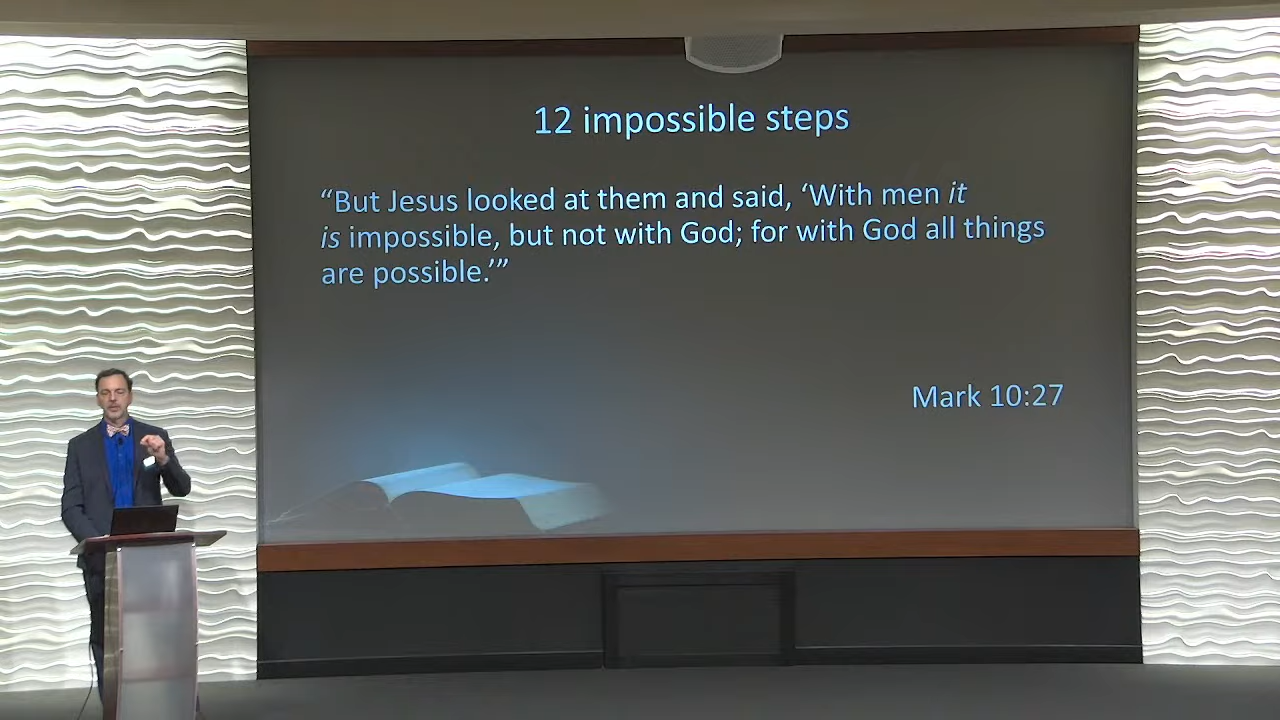 12 impossible steps
“But Jesus looked at them and said, ‘With men it
is impossible, but not with God; for with God all things
are possible.’”
Mark 10:27